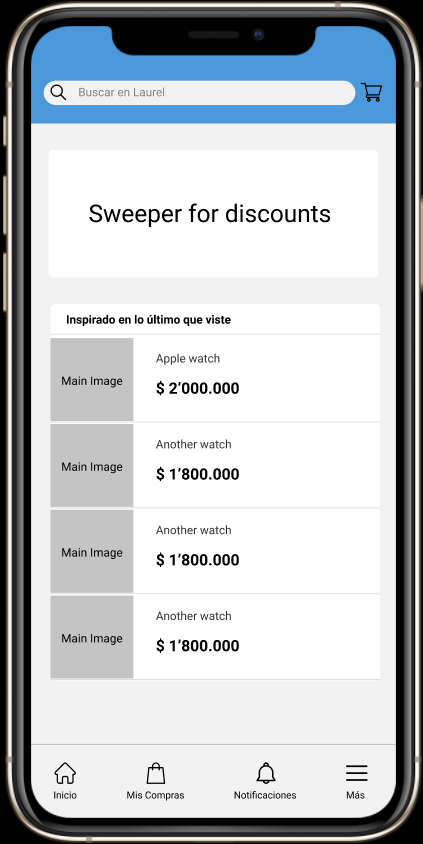 Buscar en Laurel
Sweeper for discounts
Inspirado en lo último que viste
Main Image
Apple watch
$ 2’000.000
Main Image
Another watch
$ 1’800.000
Main Image
Another watch
$ 1’800.000
Main Image
Another watch
$ 1’800.000
Inicio
Mis Compras
Notificaciones
Más